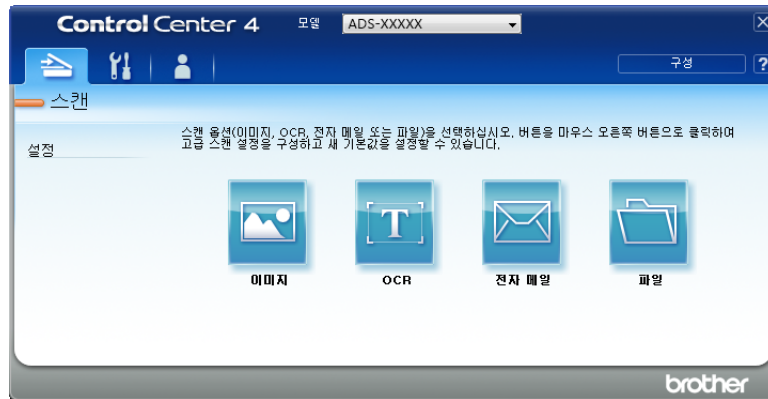 Control Center 4 모델 ADS-XXXXX
구성 ?
스캔
스캔 옵션(이미지, OCR, 전자 메일 또는 파일)을 선택하십시오. 버튼을 마우스 오른쪽 버튼으로 클릭하여
고급 스캔 설정을 구성하고 새 기본값을 설정할 수 있습니다.
설정
T
이미지 OCR 전자 메일 파일
brother